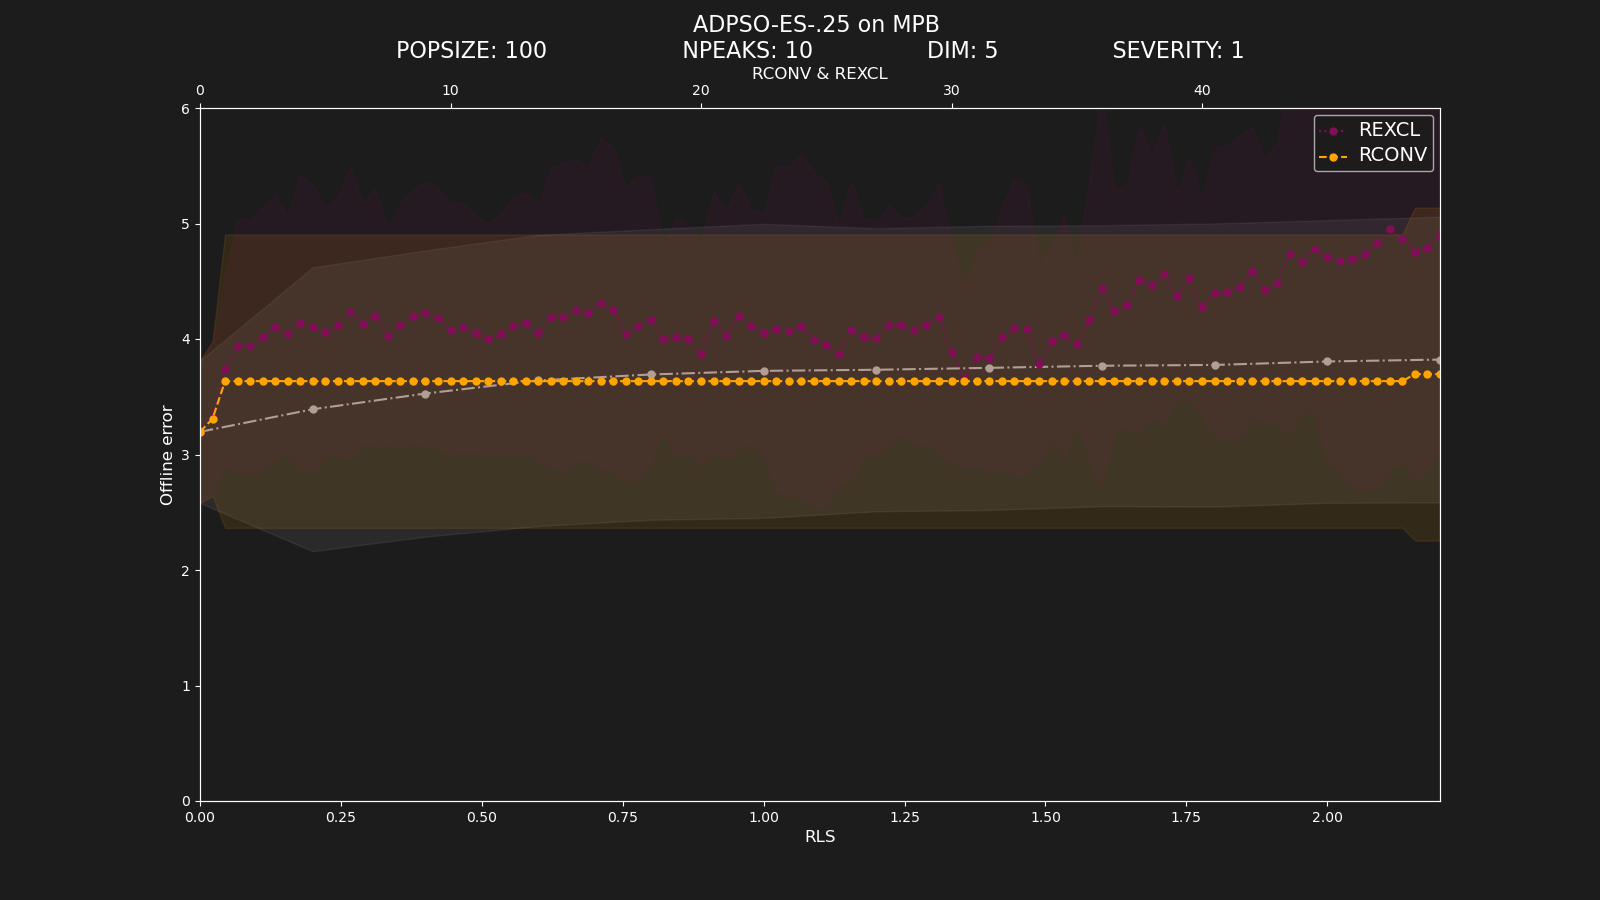 ADPSO-ES-.25 on MPB
POPSIZE: 100 NPEAKS: 10 DIM: 5 SEVERITY: 1
RCONV & REXCL
0 10 20 30 40
6
5
4
3
2
1
0
Offline error
REXCL
RCONV
0.00 0.25 0.50 0.75 1.00 1.25 1.50 1.75 2.00
RLS